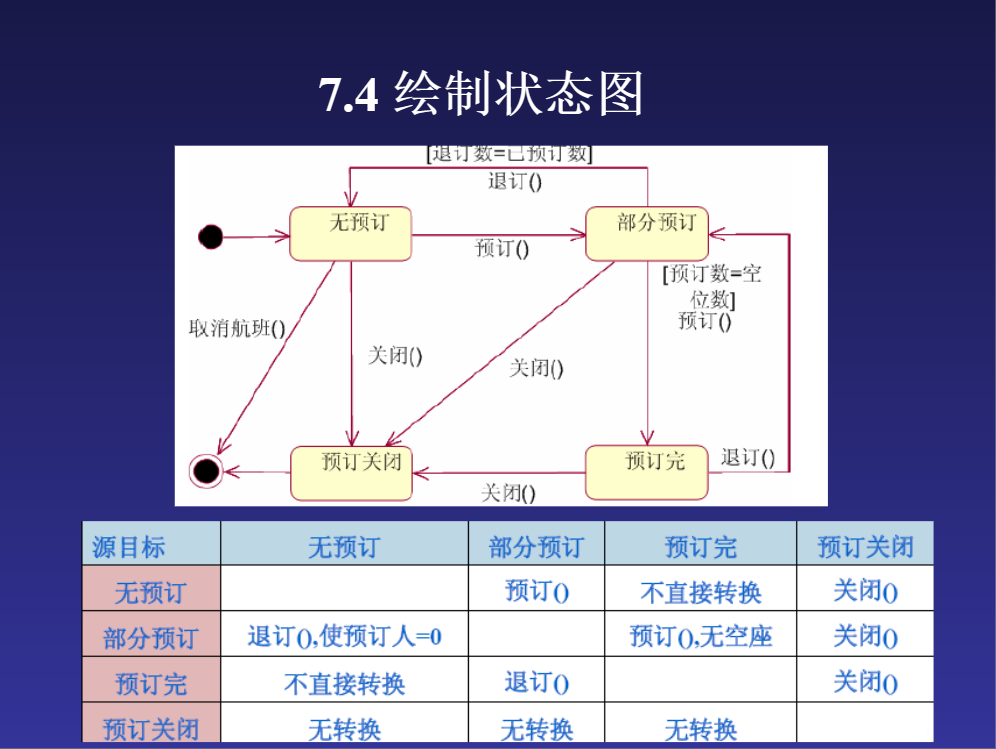 7.4 绘制状态图
[退订数=已预订数]
退订()
无预订
部分预订
预订()
[预订数=空
位数]
预订()
取消航班()
关闭()
关闭()
预订关闭
预订完
退订()
关闭()
源目标 无预订 部分预订 预订完 预订关闭
无预订 预订() 不直接转换 关闭()
部分预订 退订(),使预订人=0 预订(),无空座 关闭()
预订完 不直接转换 退订() 关闭()
预订关闭 无转换 无转换 无转换